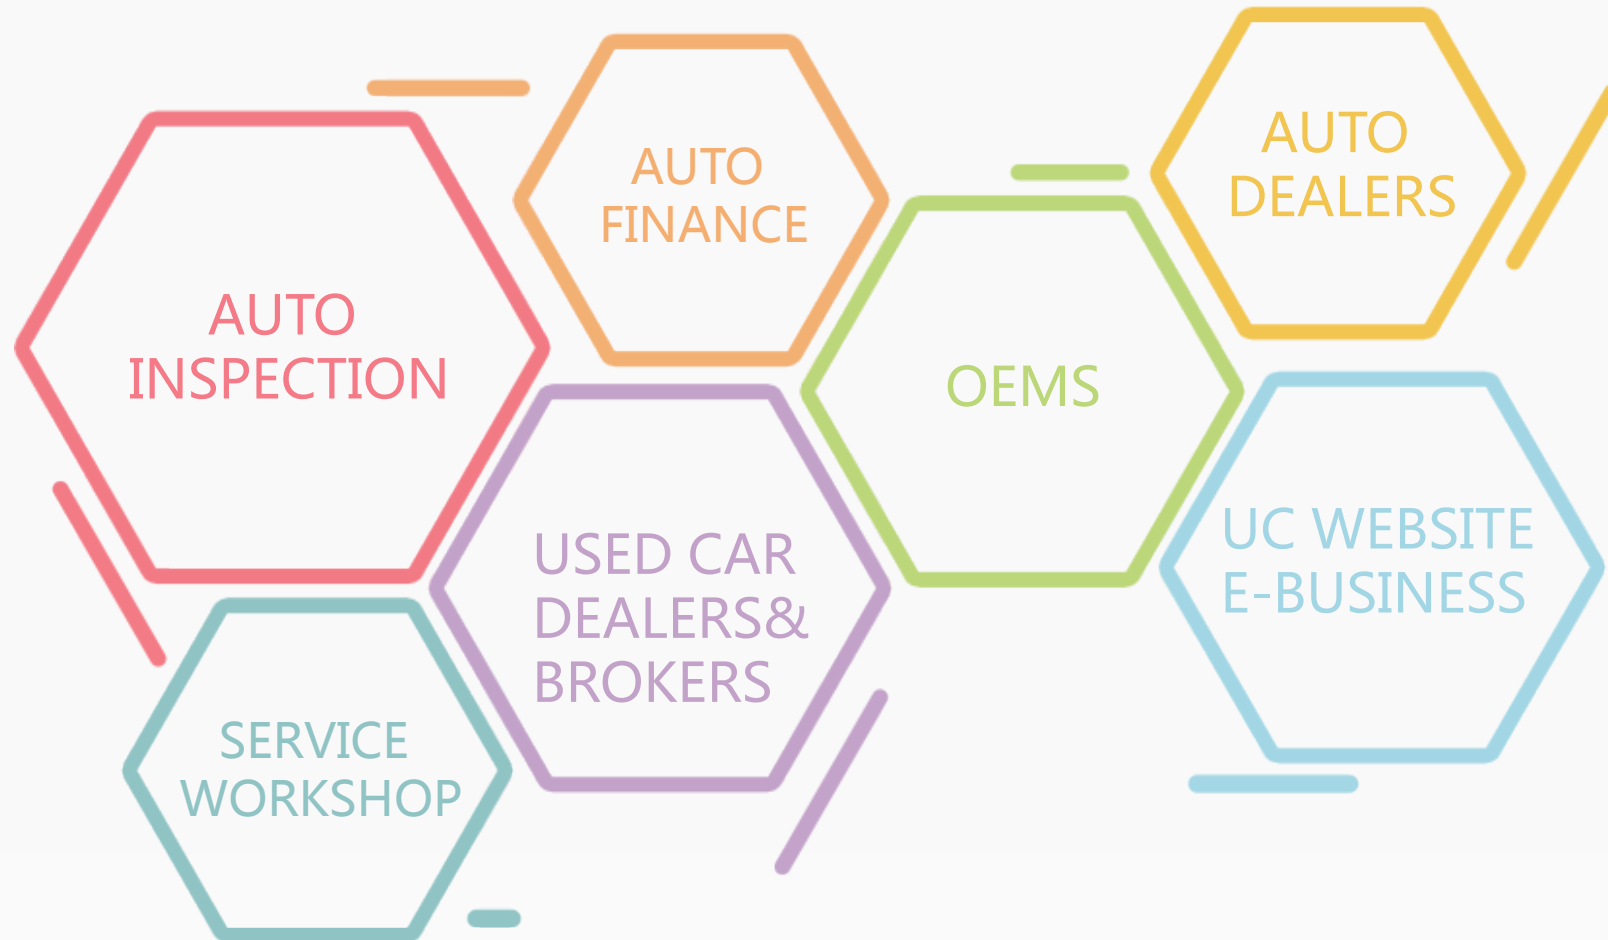 AUTO
INSPECTION
AUTO
FINANCE
AUTO
DEALERS
OEMS
USED CAR
DEALERS&
BROKERS
UC WEBSITE
E-BUSINESS
SERVICE
WORKSHOP